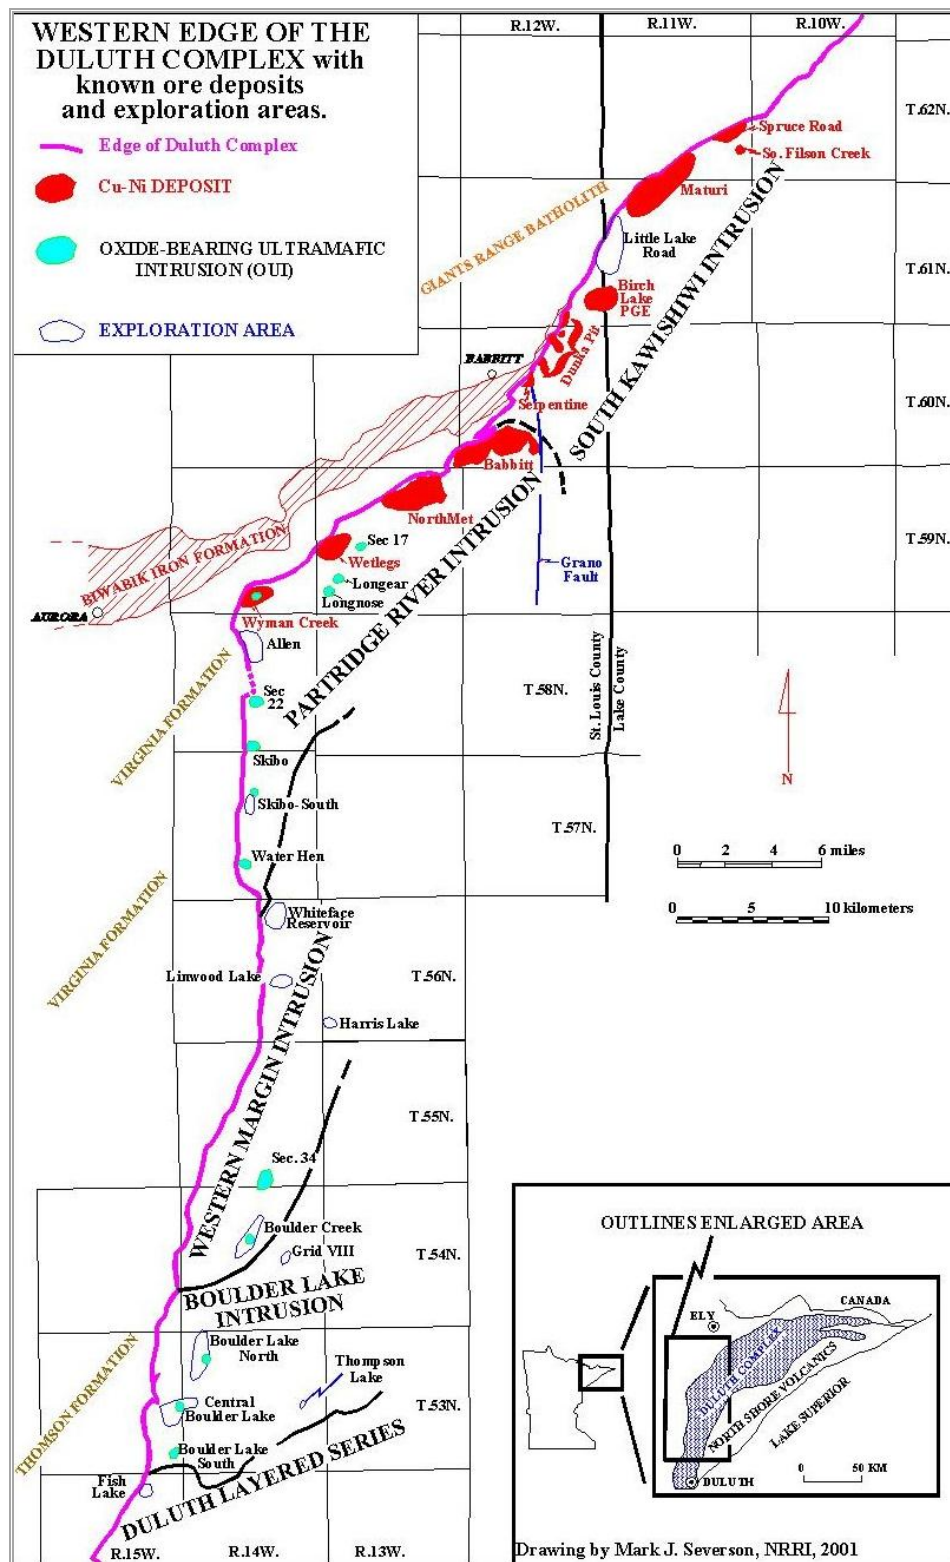 WESTERN EDGE OF THE
DULUTH COMPLEX with
known ore deposits
and exploration areas.
Edge of Duluth Complex
Cu-Ni DEPOSIT
OXIDE-BEARING ULTRAMAFIC
INTRUSION (OUI)
EXPLORATION AREA
R.12W.
R.11W.
R.10W.
T.62N.
Spruce Road
So. Filson Creek
Maturi
GIANTS RANGE BATHOLITH
Little Lake
Road
T.61N.
Birch
Lake
PGE
SOUTH KAWISHIWI INTRUSION
Dunka Pit
BABBITT
Serpentine
T.60N.
Babbitt
NorthMet
PARTRIDGE RIVER INTRUSION
T.59N.
Sec 17
Wetlegs
Grano
Fault
BIWABIK IRON FORMATION
Longear
Longnose
AURORA
Wyman Creek
Allen
St. Louis County
Lake County
VIRGINIA FORMATION
Sec
22
T.58N.
Skibo
N
Skibo-South
T.57N.
0 2 4 6 miles
Water Hen
VIRGINIA FORMATION
0 5 10 kilometers
Whiteface
Reservoir
Linwood Lake
T.56N.
WESTERN MARGIN INTRUSION
Harris Lake
T.55N.
Sec. 34
Boulder Creek
Grid VIII
T.54N.
BOULDER LAKE
INTRUSION
Boulder Lake
North
THOMSON FORMATION
Thompson
Lake
Central
Boulder Lake
T.53N.
Boulder Lake
South
Fish
Lake
DULUTH LAYERED SERIES
R.15W.
R.14W.
R.13W.
OUTLINES ENLARGED AREA
ELY
CANADA
DULUTH COMPLEX
NORTH SHORE VOLCANICS
LAKE SUPERIOR
0 50 KM
DULUTH
Drawing by Mark J. Severson, NRRI, 2001